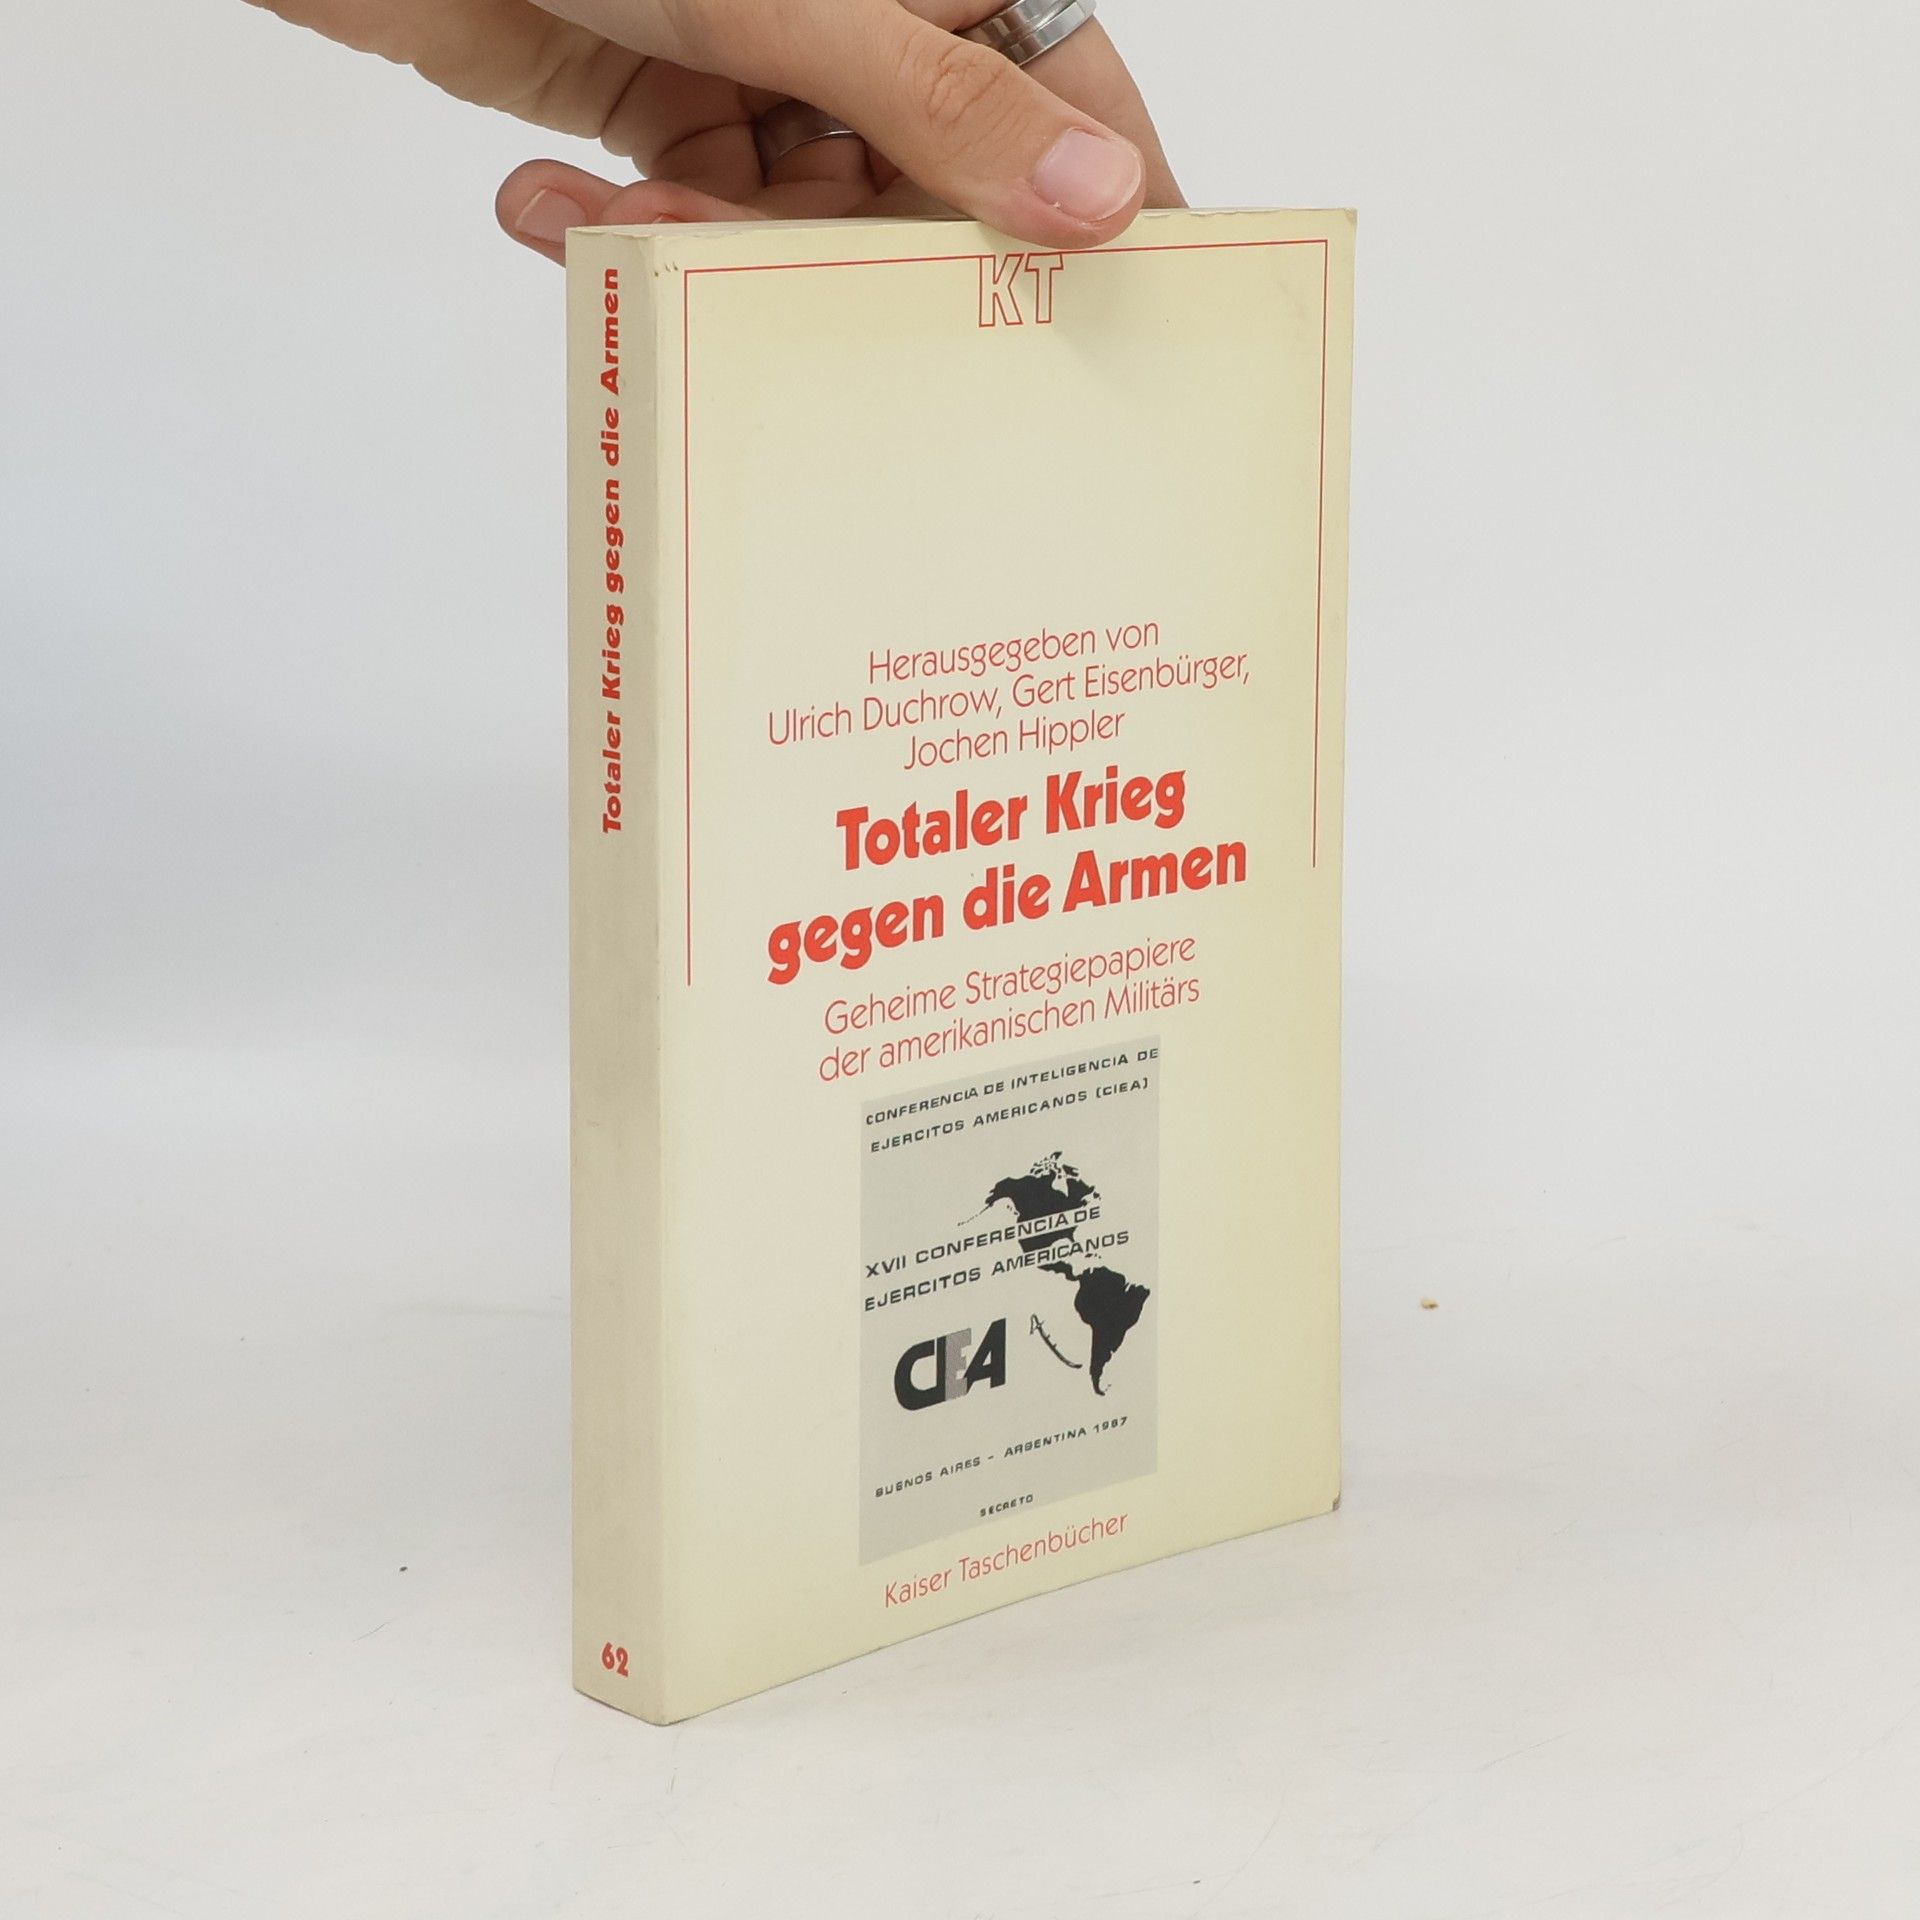 Totaler Krieg gegen die Armen
62
KT
Herausgegeben von
Ulrich Duchrow, Gert Eisenbürger,
Jochen Hippler
Totaler Krieg
gegen die Armen
Geheime Strategiepapiere
der amerikanischen Militärs
CONFERENCIA DE INTELIGENCIA DE
EJERCITOS AMERICANOS (CIEA)
XVII CONFERENCIA DE
EJERCITOS AMERICANOS
CIEA
BUENOS AIRES - ARGENTINA 1987
SECRETO
Kaiser Taschenbücher